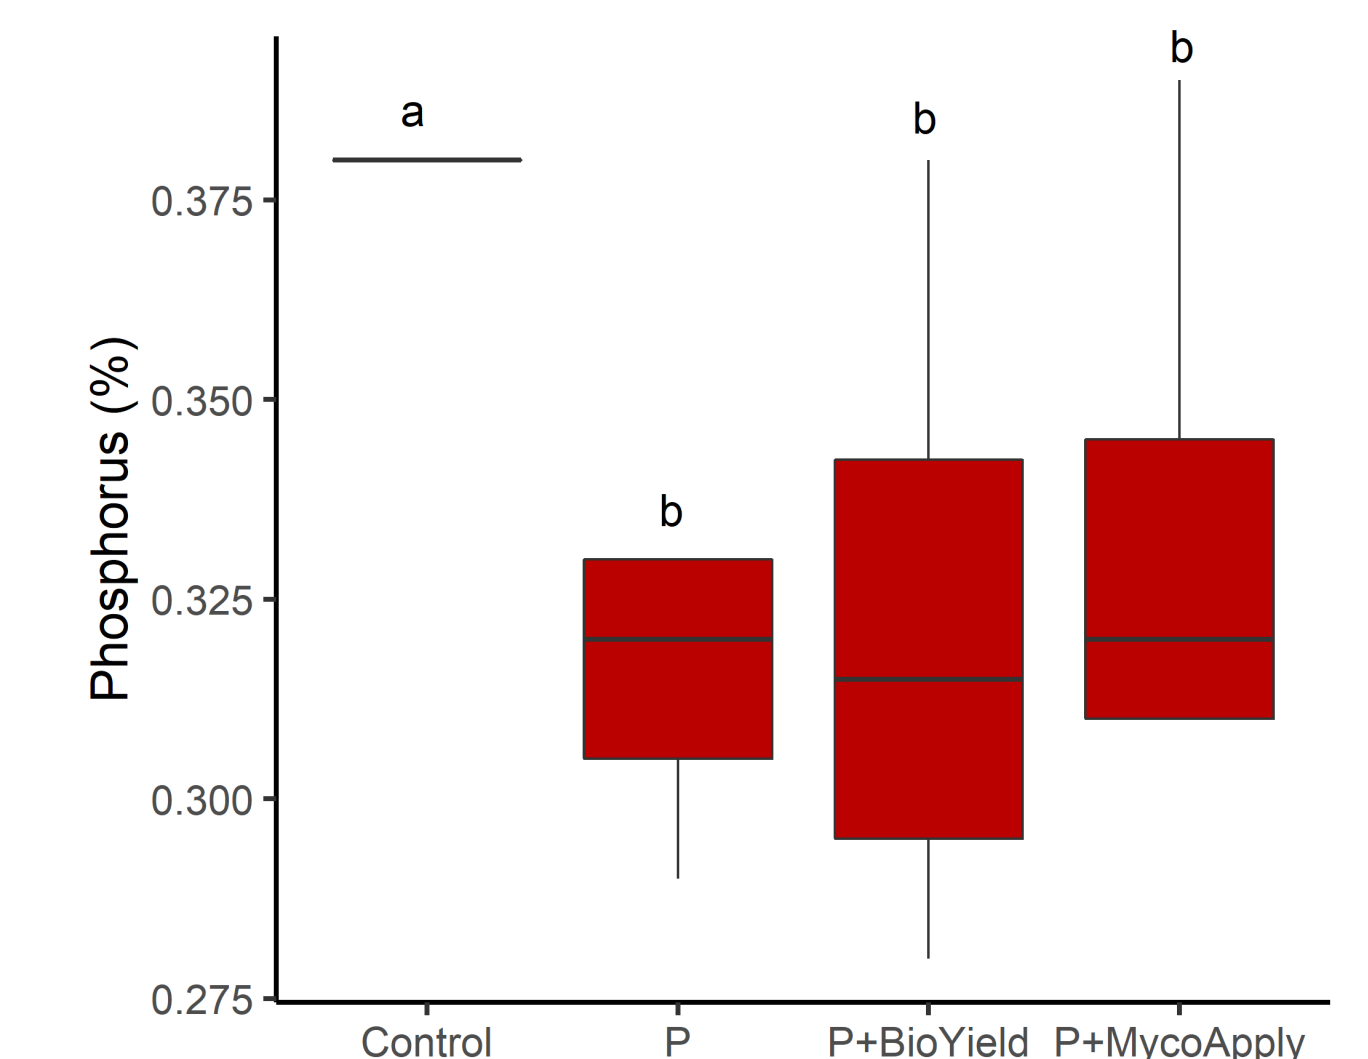 b
a
b
0.375
0.350
b
0.325
0.300
0.275
Phosphorus (%)
Control P P+BioYield P+MycoApply